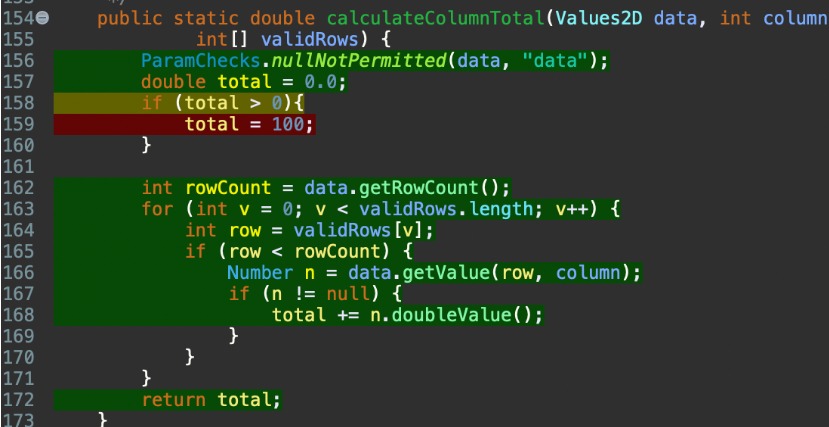 154 public static double calculateColumnTotal(Values2D data, int column
155 int[] validRows) {
156 ParamChecks.nullNotPermitted(data, "data");
157 double total = 0.0;
158 if (total > 0){
159 total = 100;
160 }
161
162 int rowCount = data.getRowCount();
163 for (int v = 0; v < validRows.length; v++) {
164 int row = validRows[v];
165 if (row < rowCount) {
166 Number n = data.getValue(row, column);
167 if (n != null) {
168 total += n.doubleValue();
169 }
170 }
171 }
172 return total;
173 }